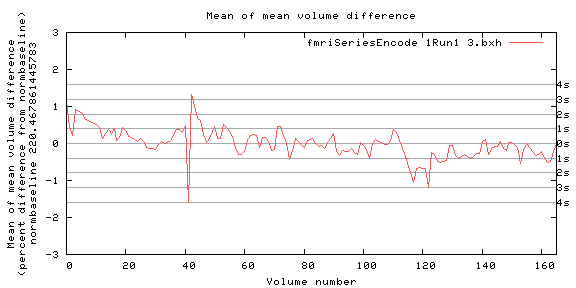 Mean of mean volume difference
fmriSeriesEncode 1Run1 3.bxh
Mean of mean volume difference
(percent difference from normbaseline)
normbaseline 220.467861445783
3
2
1
0
-1
-2
-3
4s
3s
2s
1s
0s
1s
2s
3s
4s
0 20 40 60 80 100 120 140 160
Volume number